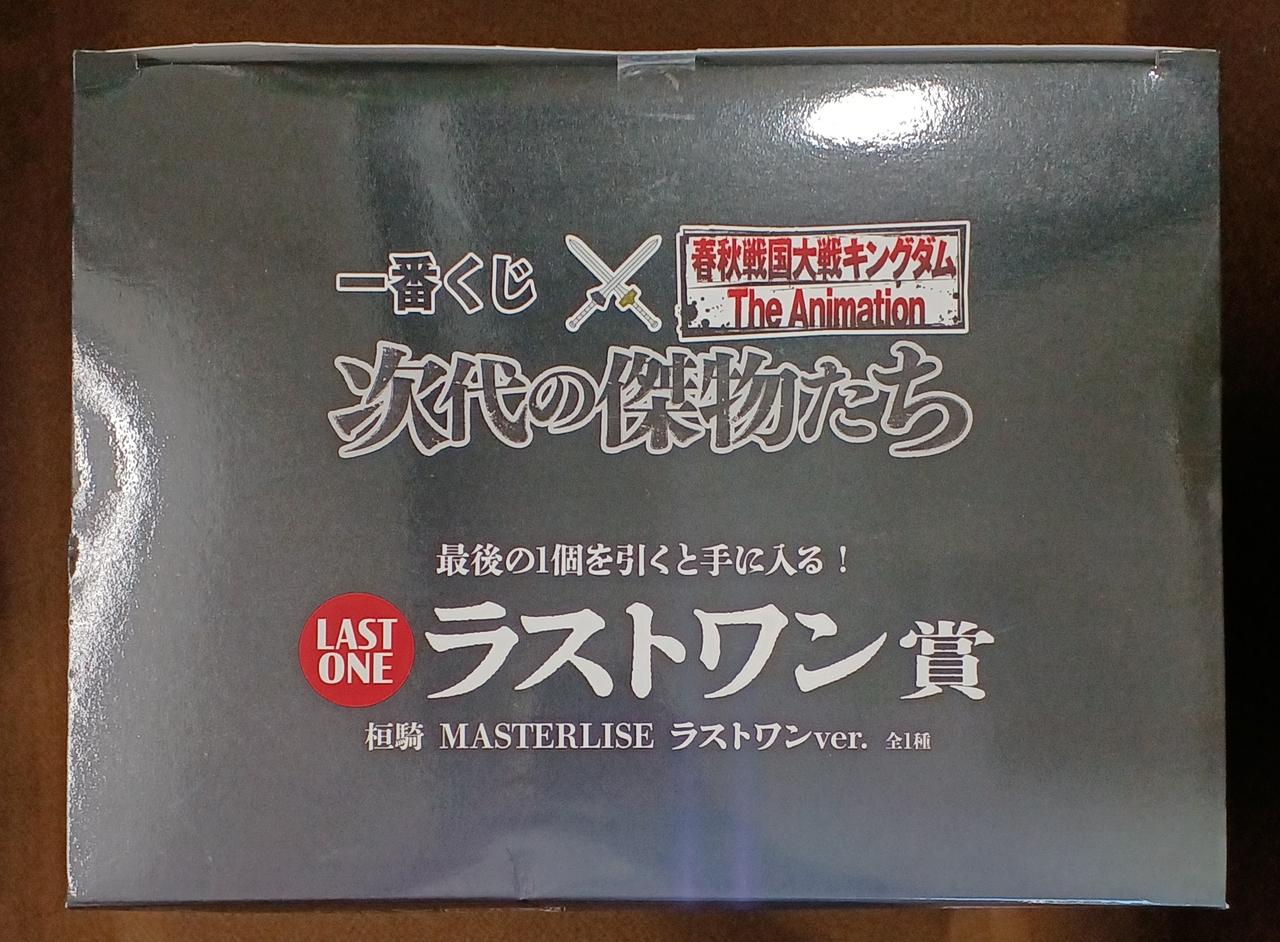 一番くじ
春秋戦国大戦キングダム
The Animation
次代の傑物たち
最後の1個を引くと手に入る!
LAST
ONE
ラストワン賞
桓騎 MASTERLISE ラストワンver. 全1種